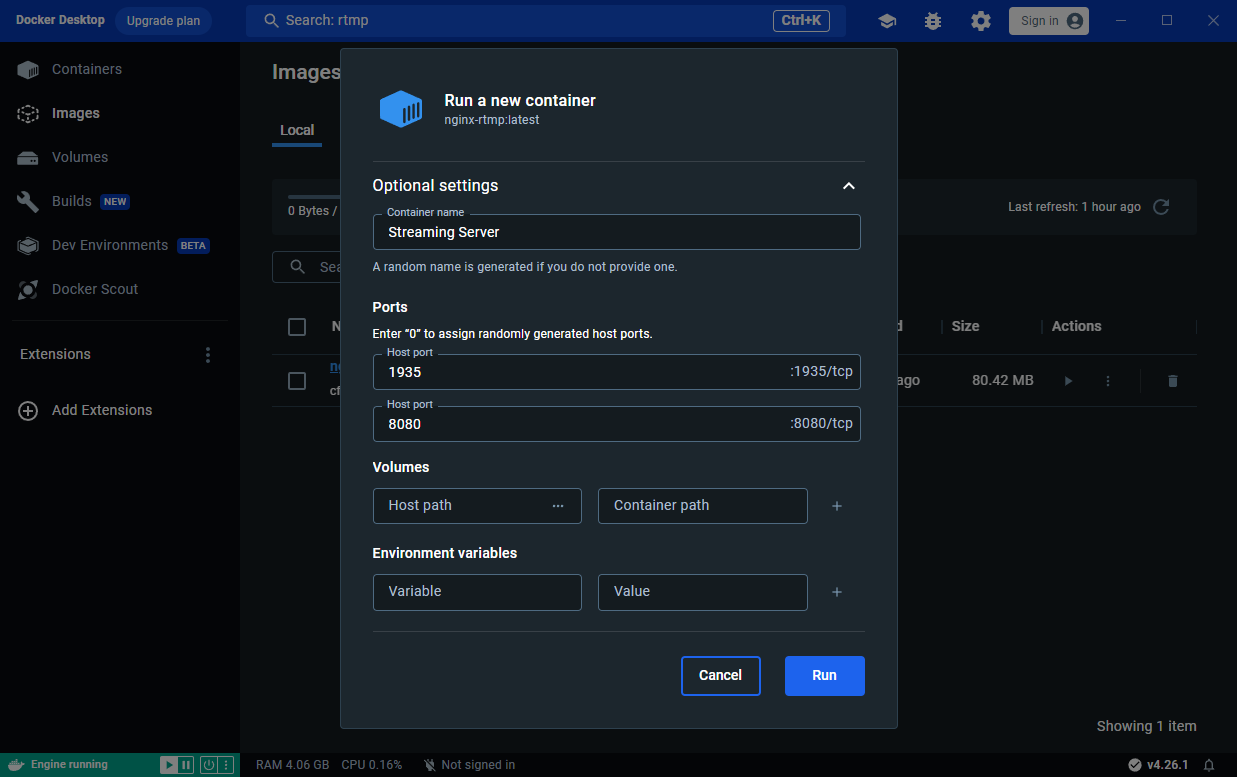 Docker Desktop Upgrade plan Search: rtmp Ctrl+K Sign in
Containers
Images
Volumes
Builds NEW
Dev Environments BETA
Docker Scout
Extensions
Add Extensions
Images
Local
0 Bytes /
Last refresh: 1 hour ago
Size Actions
ago 80.42 MB
Showing 1 item
Run a new container
nginx-rtmp:latest
Optional settings
Container name
Streaming Server
A random name is generated if you do not provide one.
Ports
Enter “0” to assign randomly generated host ports.
Host port
1935 :1935/tcp
Host port
8080 :8080/tcp
Volumes
Host path ... Container path +
Environment variables
Variable Value +
Cancel Run
Engine running RAM 4.06 GB CPU 0.16% Not signed in v4.26.1